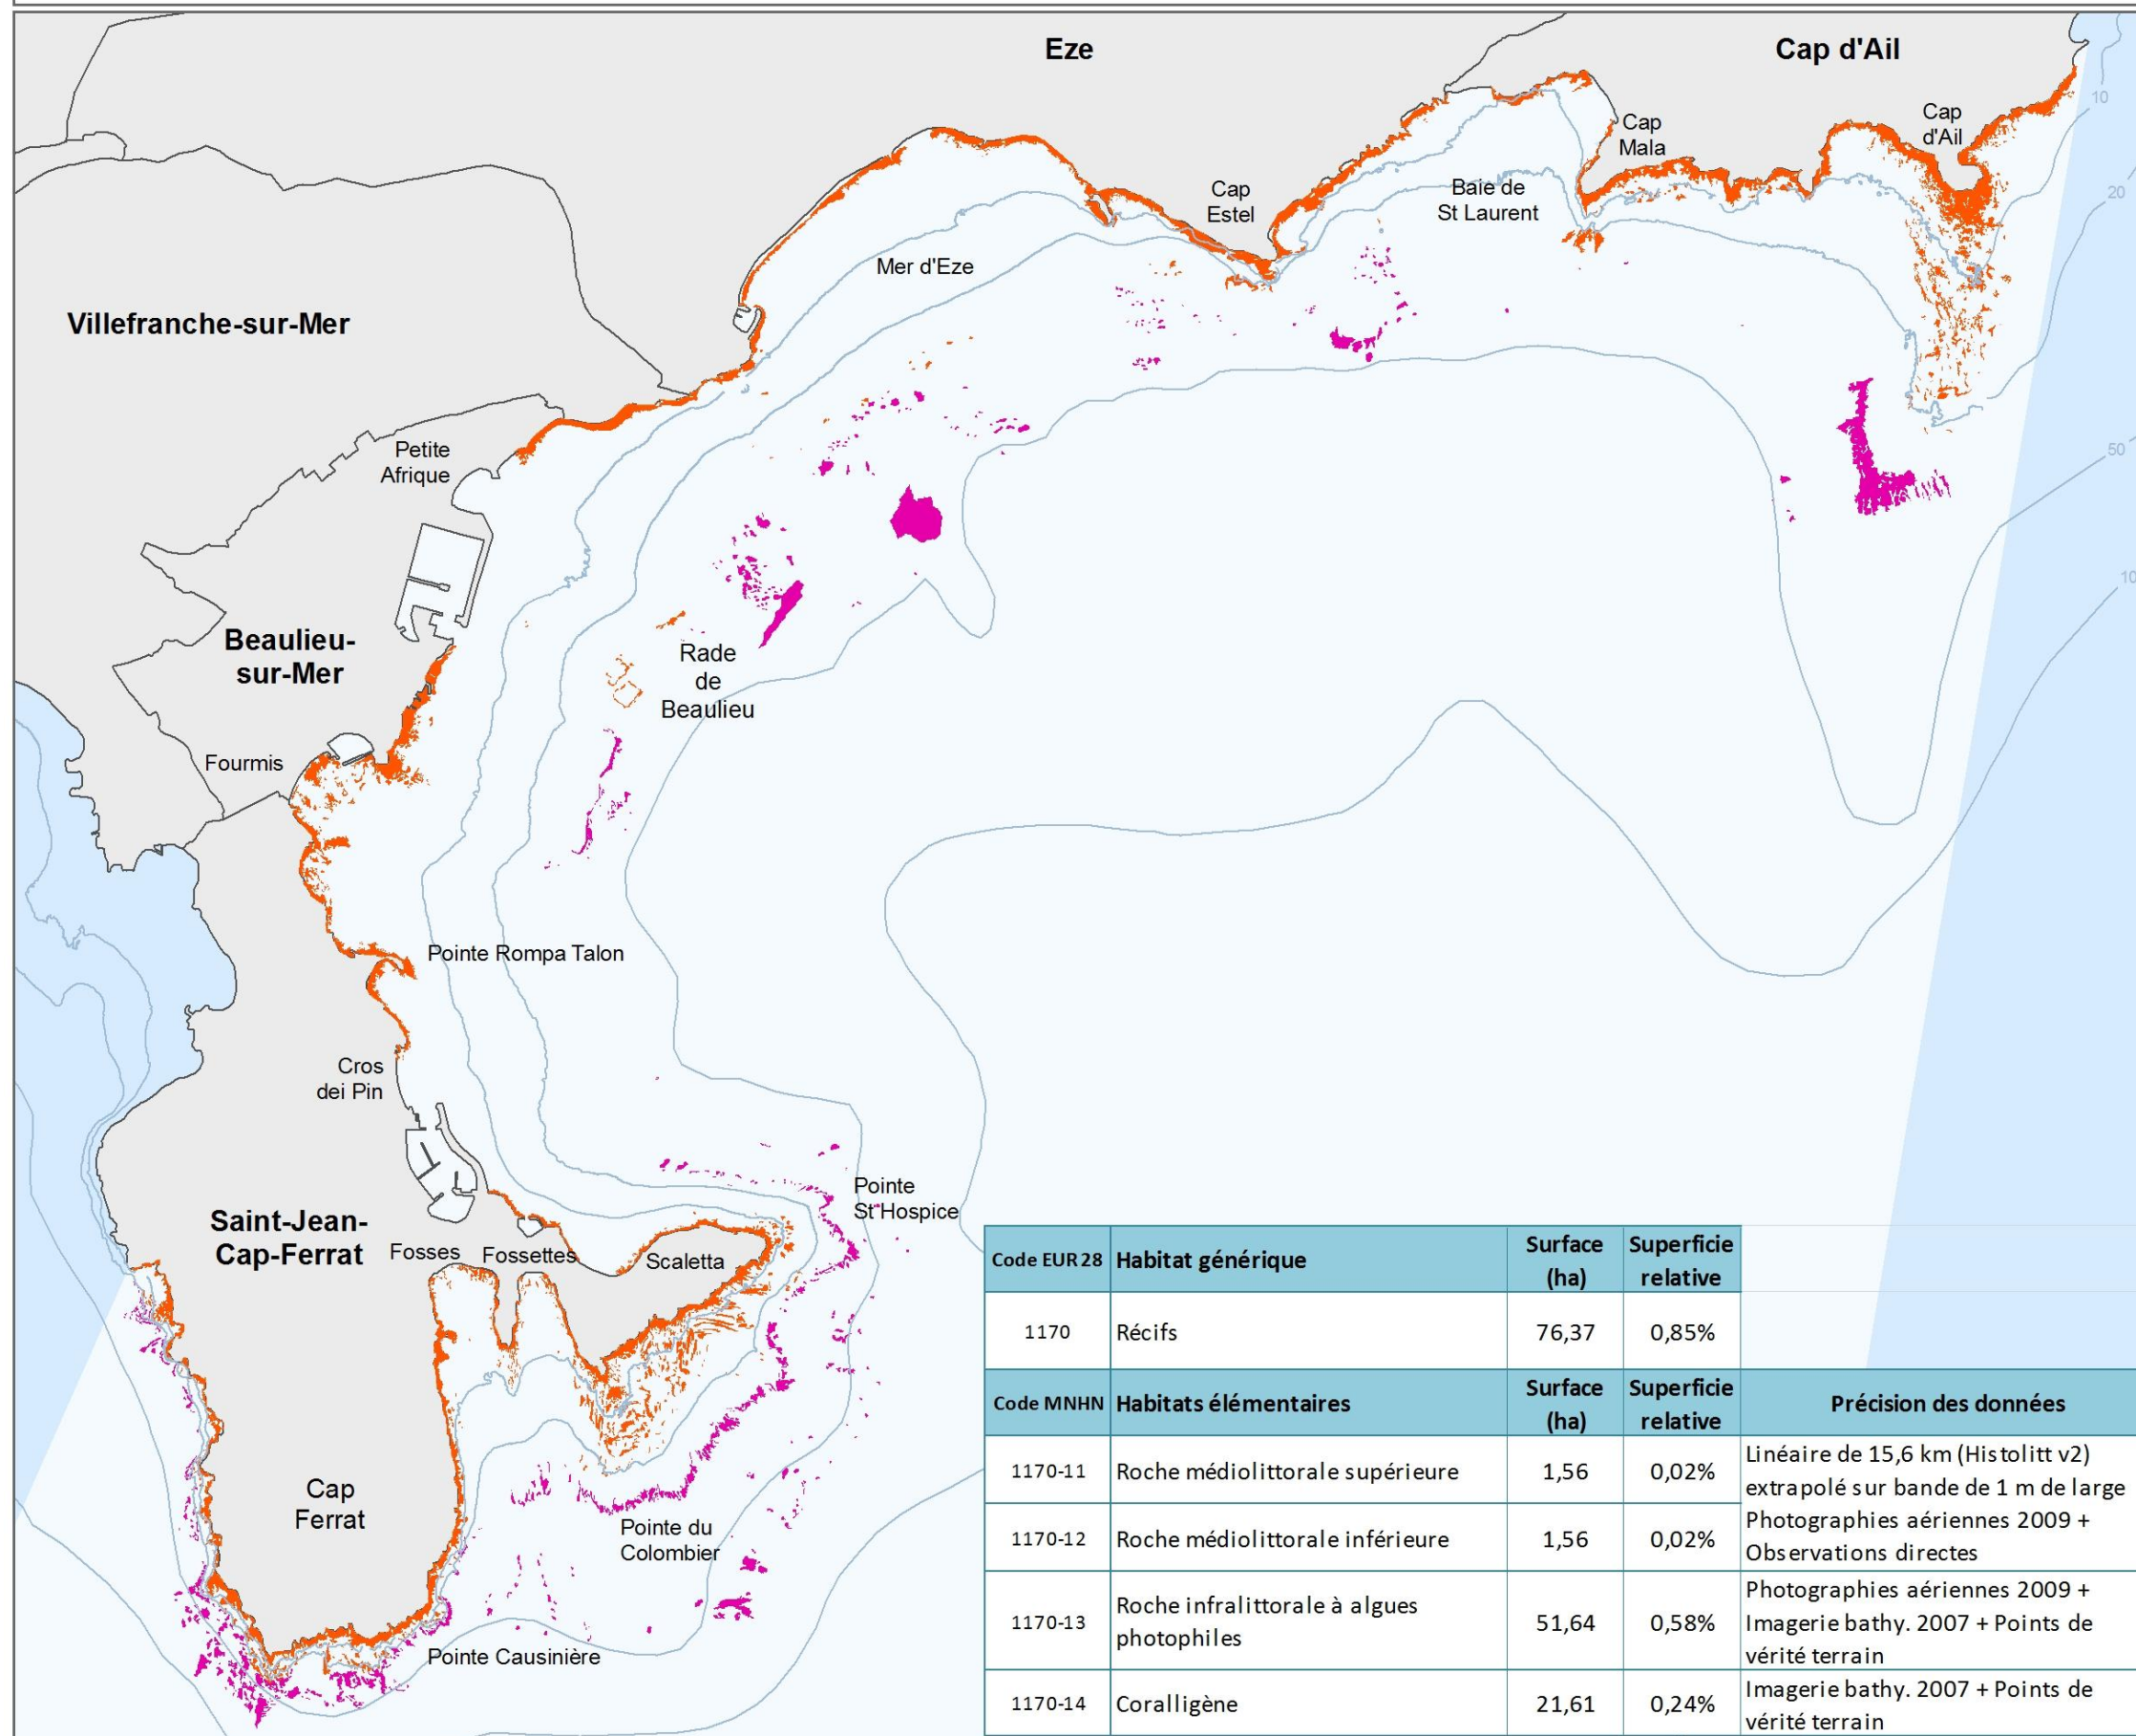 Eze
Cap d'Ail
10
Cap
d'Ail
Cap
Mala
20
Cap
Estel
Baie de
St Laurent
Mer d'Eze
Villefranche-sur-Mer
50
Petite
Afrique
10
Beaulieu-
sur-Mer
Rade
de
Beaulieu
Fourmis
Pointe Rompa Talon
Cros
dei Pin
Pointe
St Hospice
Saint-Jean-
Cap-Ferrat
Fosses
Fossettes
Scaletta
Cap
Ferrat
Pointe du
Colombier
Pointe Causinière
Code EUR28 Habitat générique Surface (ha) Superficie relative
1170 Récifs 76,37 0,85%
Code MNHN Habitats élémentaires Surface (ha) Superficie relative Précision des données
1170-11 Roche médiolittorale supérieure 1,56 0,02% Linéaire de 15,6 km (Histolitt v2)
extrapolé sur bande de 1 m de large
1170-12 Roche médiolittorale inférieure 1,56 0,02% Photographies aériennes 2009 +
Observations directes
1170-13 Roche infralittorale à algues photophiles 51,64 0,58% Photographies aériennes 2009 +
Imagerie bathy. 2007 + Points de
vérité terrain
1170-14 Coralligène 21,61 0,24% Imagerie bathy. 2007 + Points de
vérité terrain